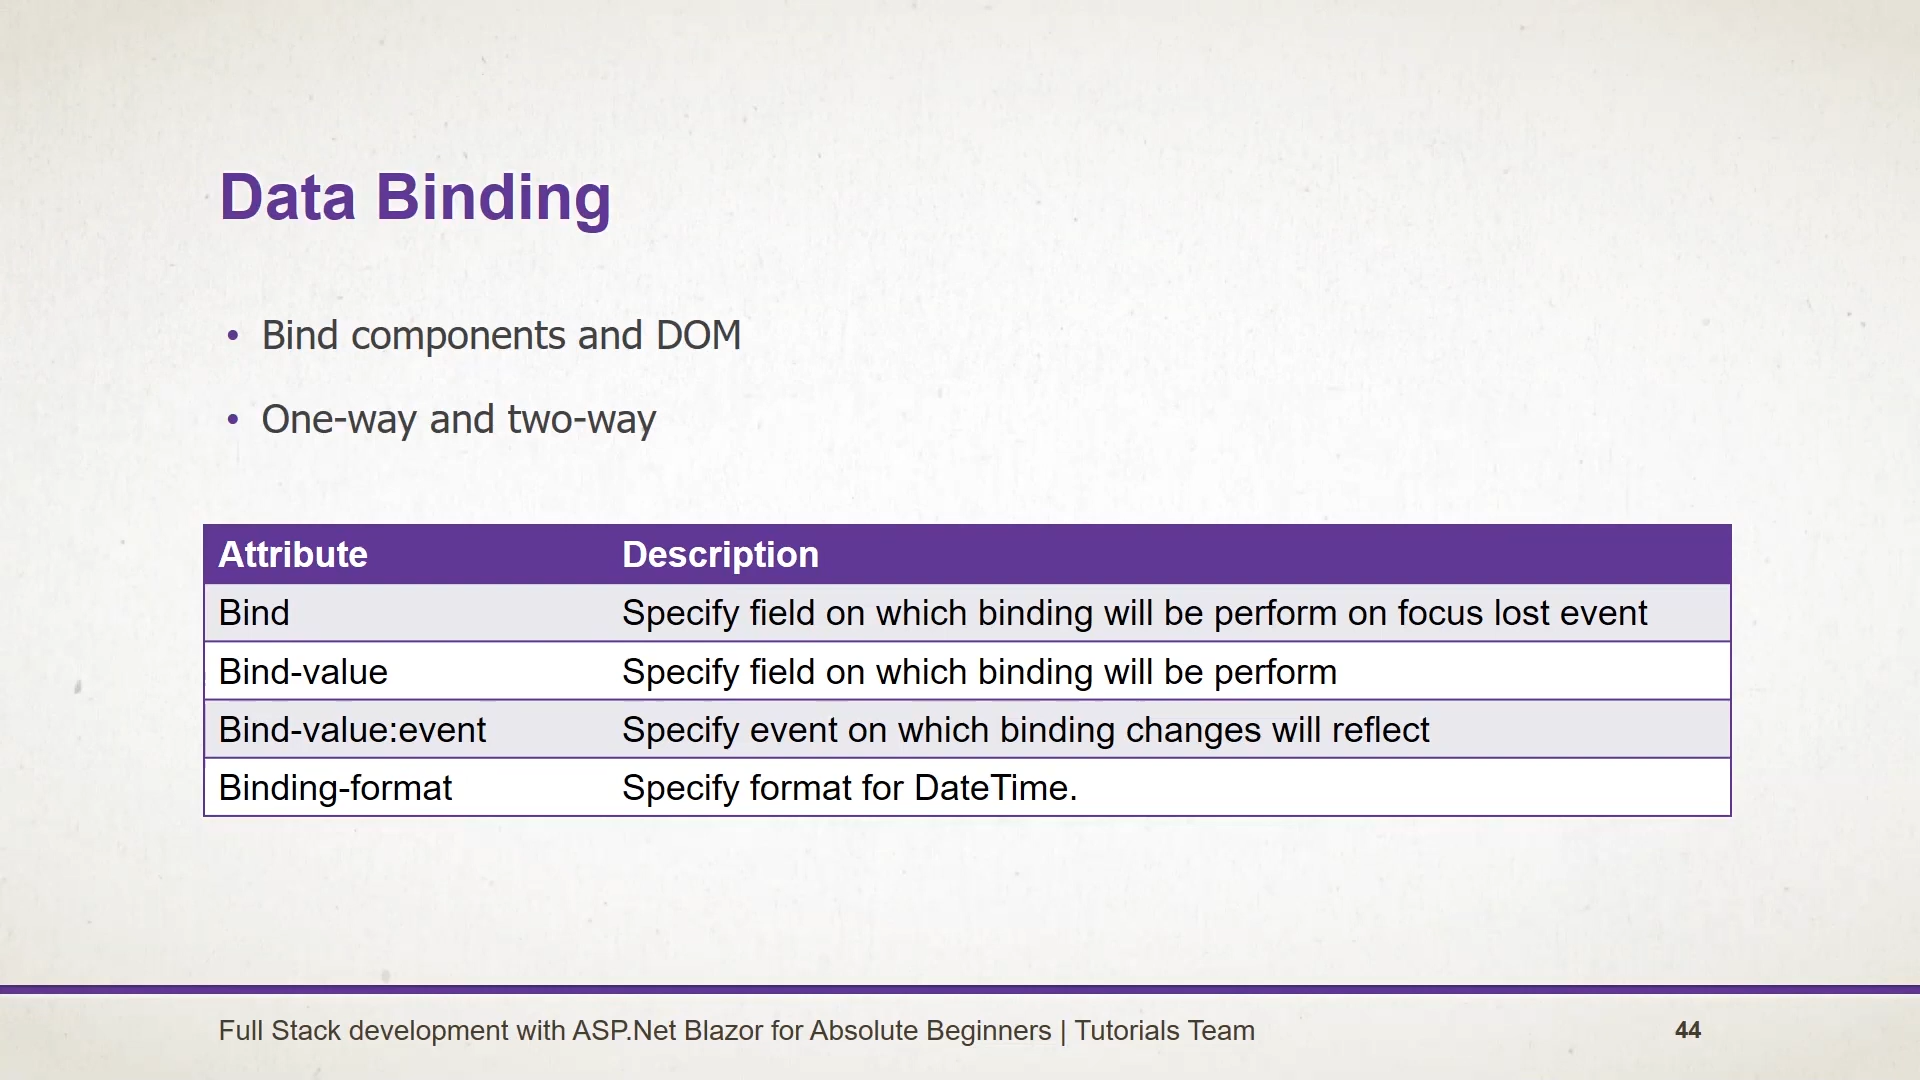 Data Binding
• Bind components and DOM
• One-way and two-way
Attribute Description
Bind Specify field on which binding will be perform on focus lost event
Bind-value Specify field on which binding will be perform
Bind-value:event Specify event on which binding changes will reflect
Binding-format Specify format for DateTime.
Full Stack development with ASP.Net Blazor for Absolute Beginners | Tutorials Team 44